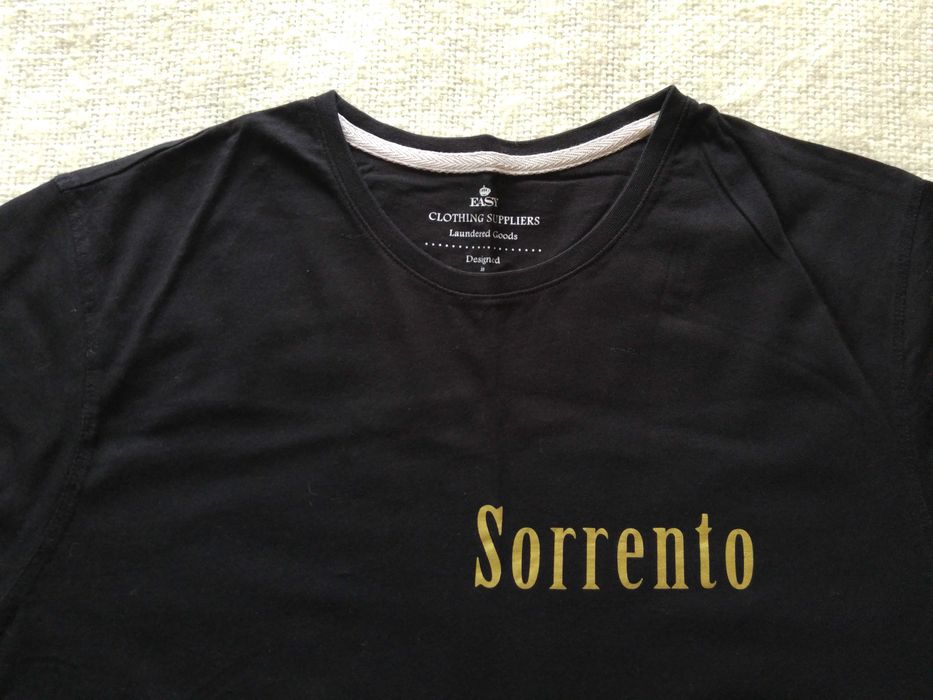 EASY
CLOTHING SUPPLIERS
Laundered Goods
Designed
Sorrento